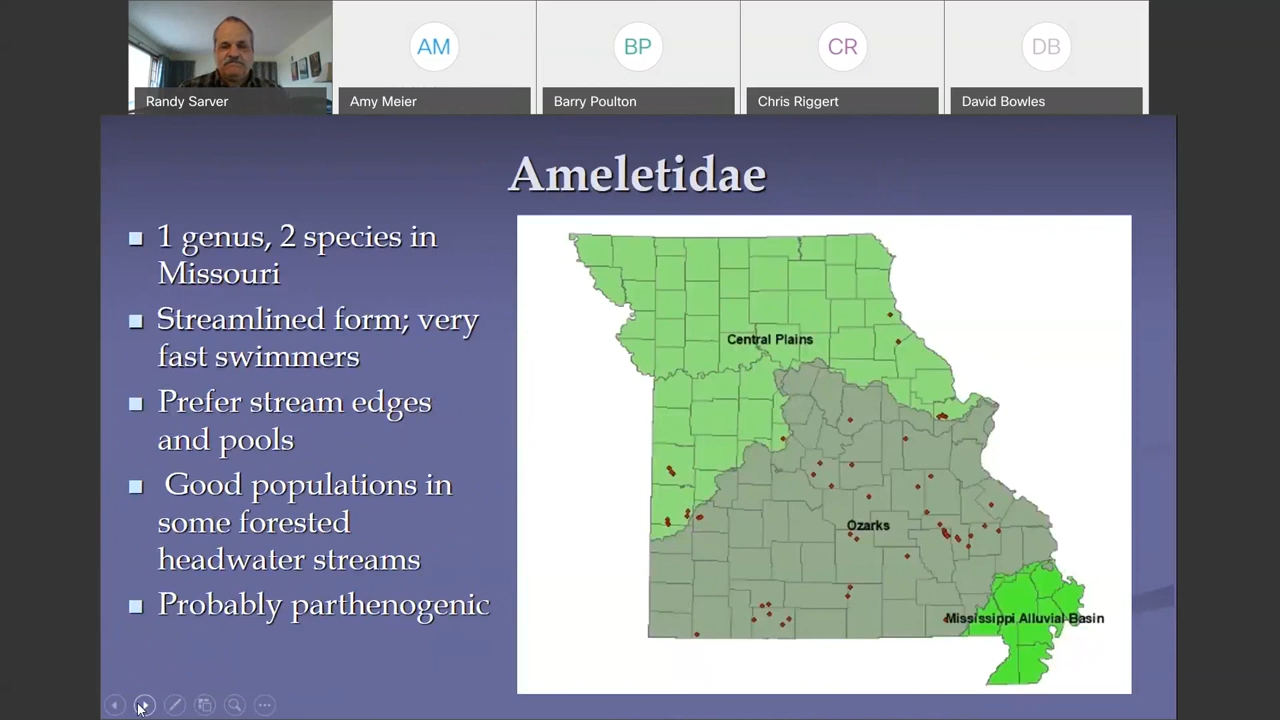 AM
BP
CR
DB
Randy Sarver
Amy Meier
Barry Poulton
Chris Riggert
David Bowles
Ameletidae
1 genus, 2 species in
Missouri
Streamlined form; very
fast swimmers
Prefer stream edges
and pools
Good populations in
some forested
headwater streams
Probably parthenogenic
Central Plains
Ozarks
Mississippi Alluvial Basin